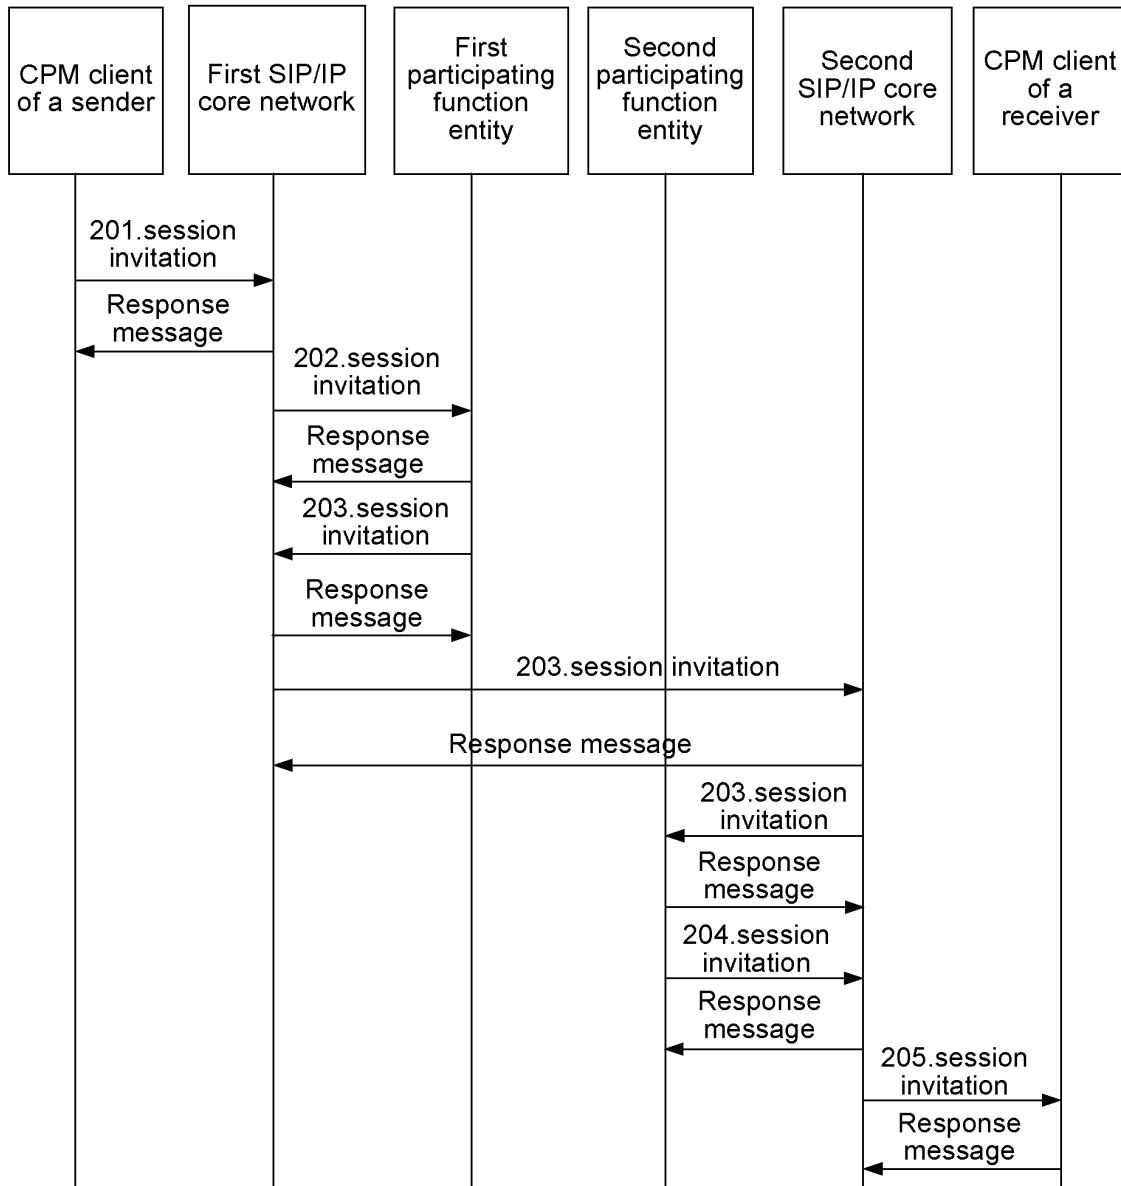 CPM client
of a sender
First SIP/IP
core network
First
participating
function
entity
Second
participating
function
entity
Second
SIP/IP core
network
CPM client
of a
receiver
201.session
invitation
Response
message
202.session
invitation
Response
message
203.session
invitation
Response
message
203.session invitation
Response message
203.session
invitation
Response
message
204.session
invitation
Response
message
205.session
invitation
Response
message